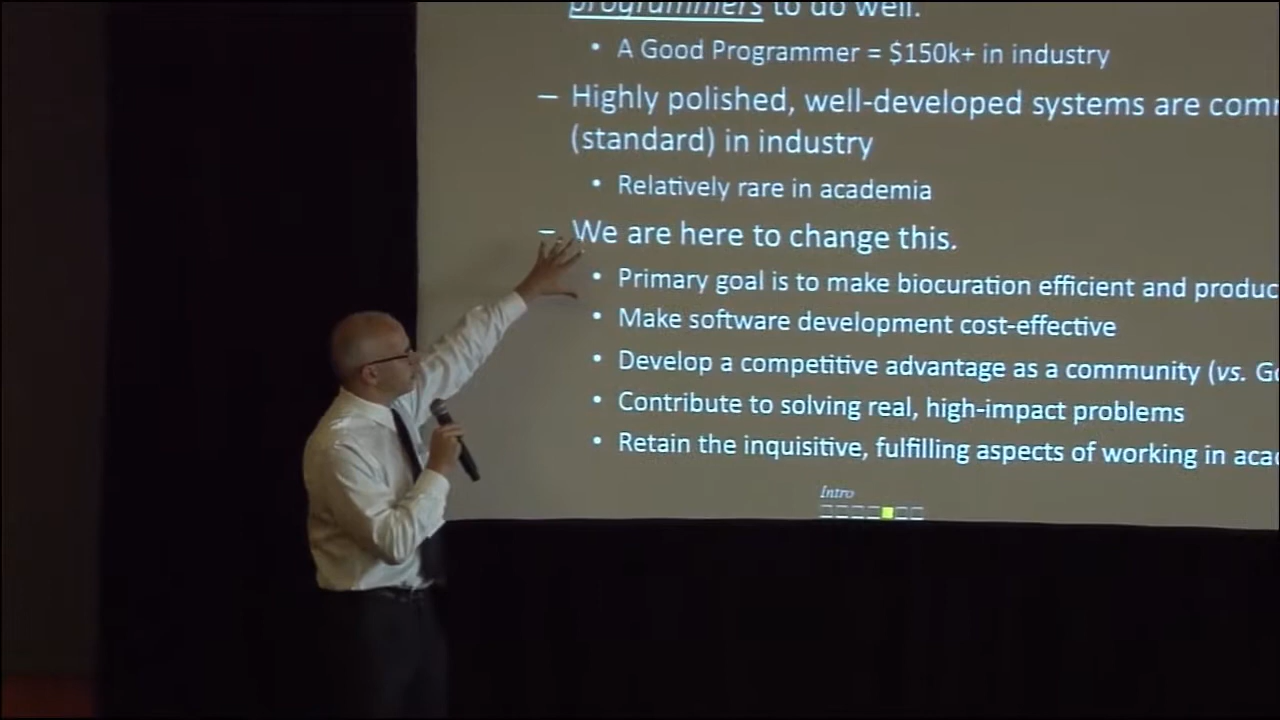 programmers to do well.
• A Good Programmer = $150k+ in industry
– Highly polished, well-developed systems are
(standard) in industry
• Relatively rare in academia
– We are here to change this.
• Primary goal is to make biocuration efficient and
• Make software development cost-effective
• Develop a competitive advantage as a community (vs.
• Contribute to solving real, high-impact problems
• Retain the inquisitive, fulfilling aspects of working in
Intro